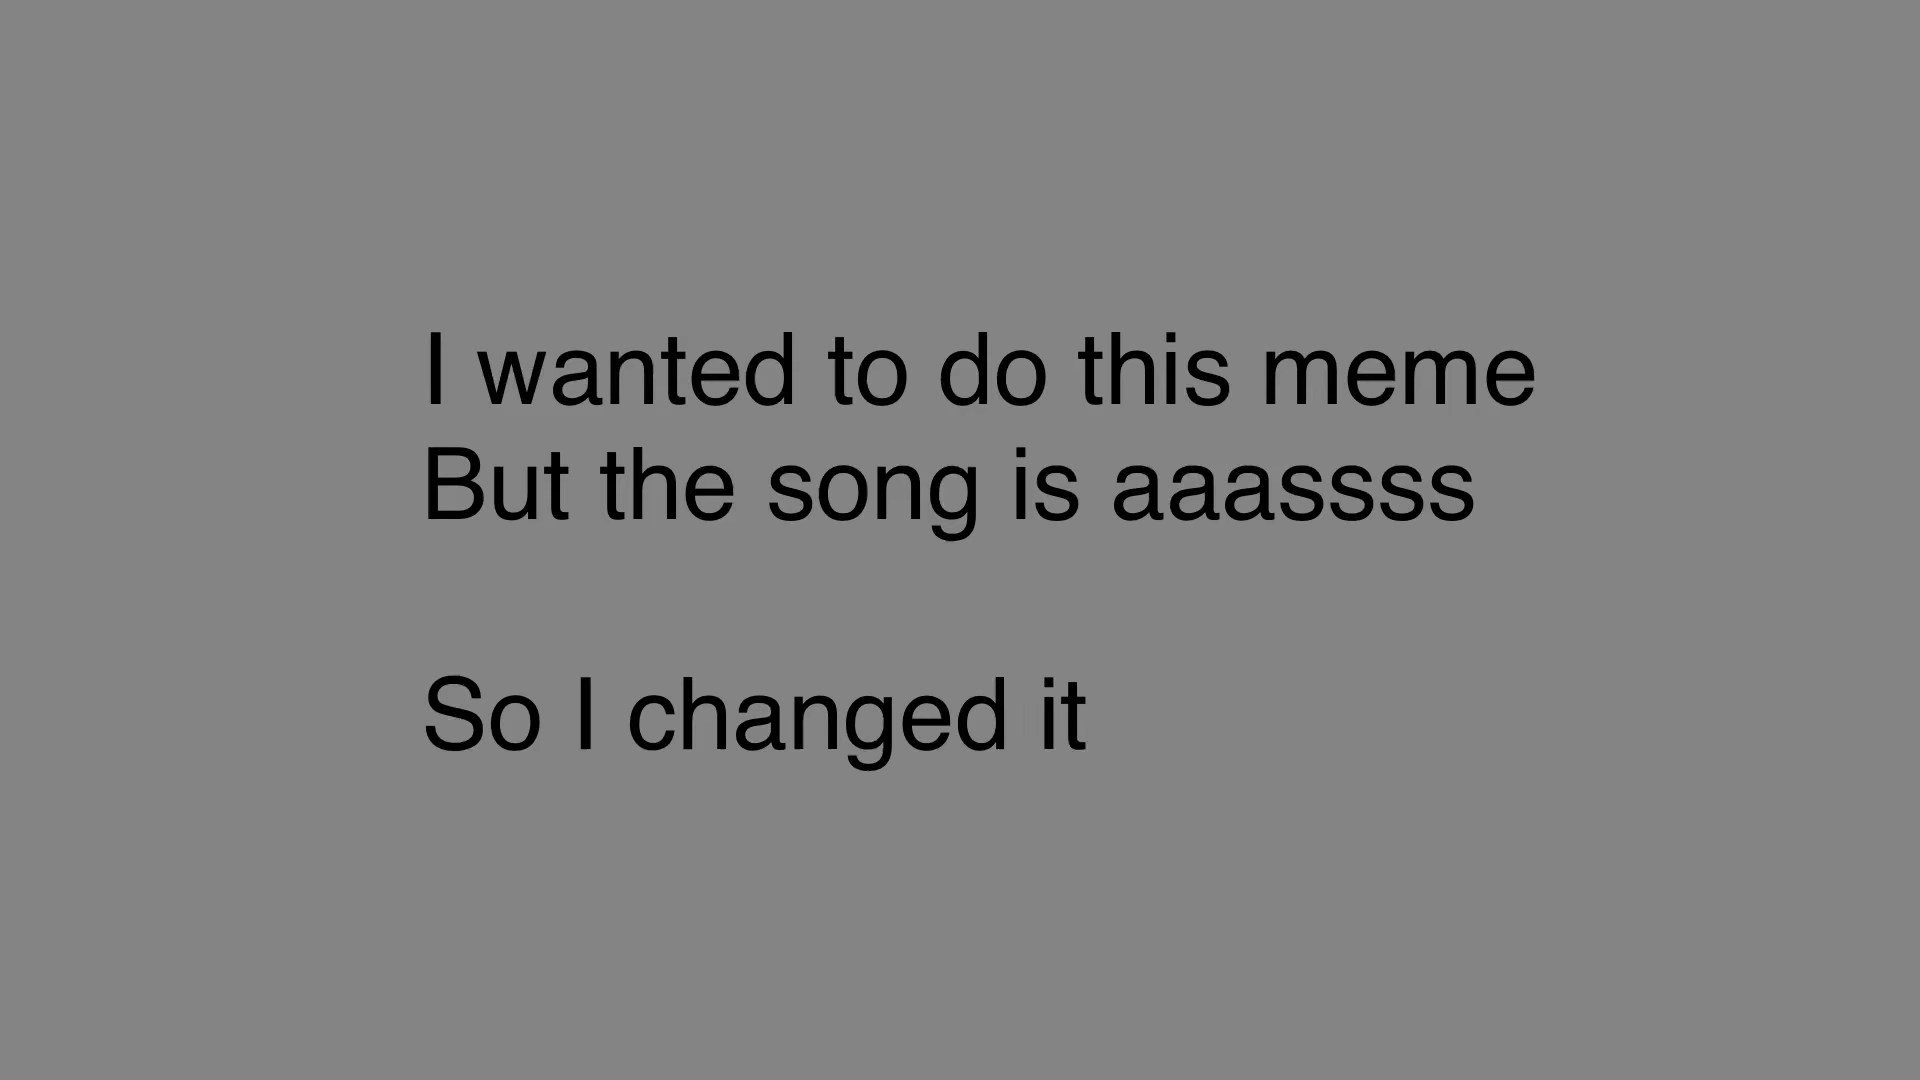 I wanted to do this meme
But the song is aaassss
So I changed it